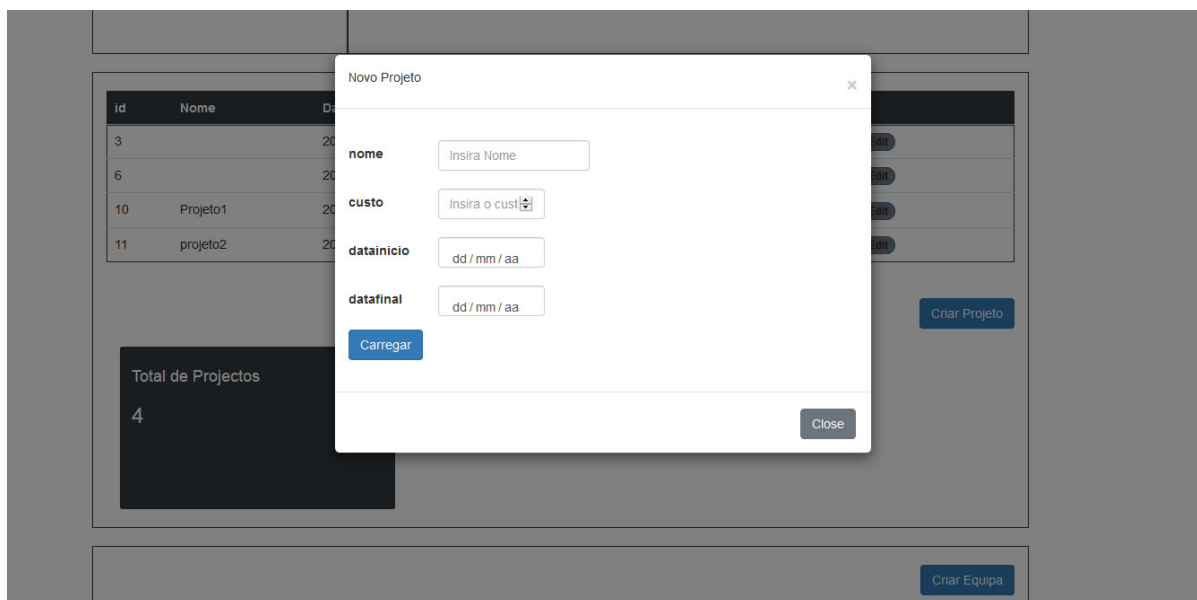 Novo Projeto ×
nome Insira Nome
custo Insira o cust
datainicio dd / mm / aa
datafinal dd / mm / aa
Carregar
Close
id Nome
3 Edit
6 Edit
10 Projeto1 Edit
11 projeto2 Edit
Criar Projeto
Total de Projectos
4
Criar Equipa